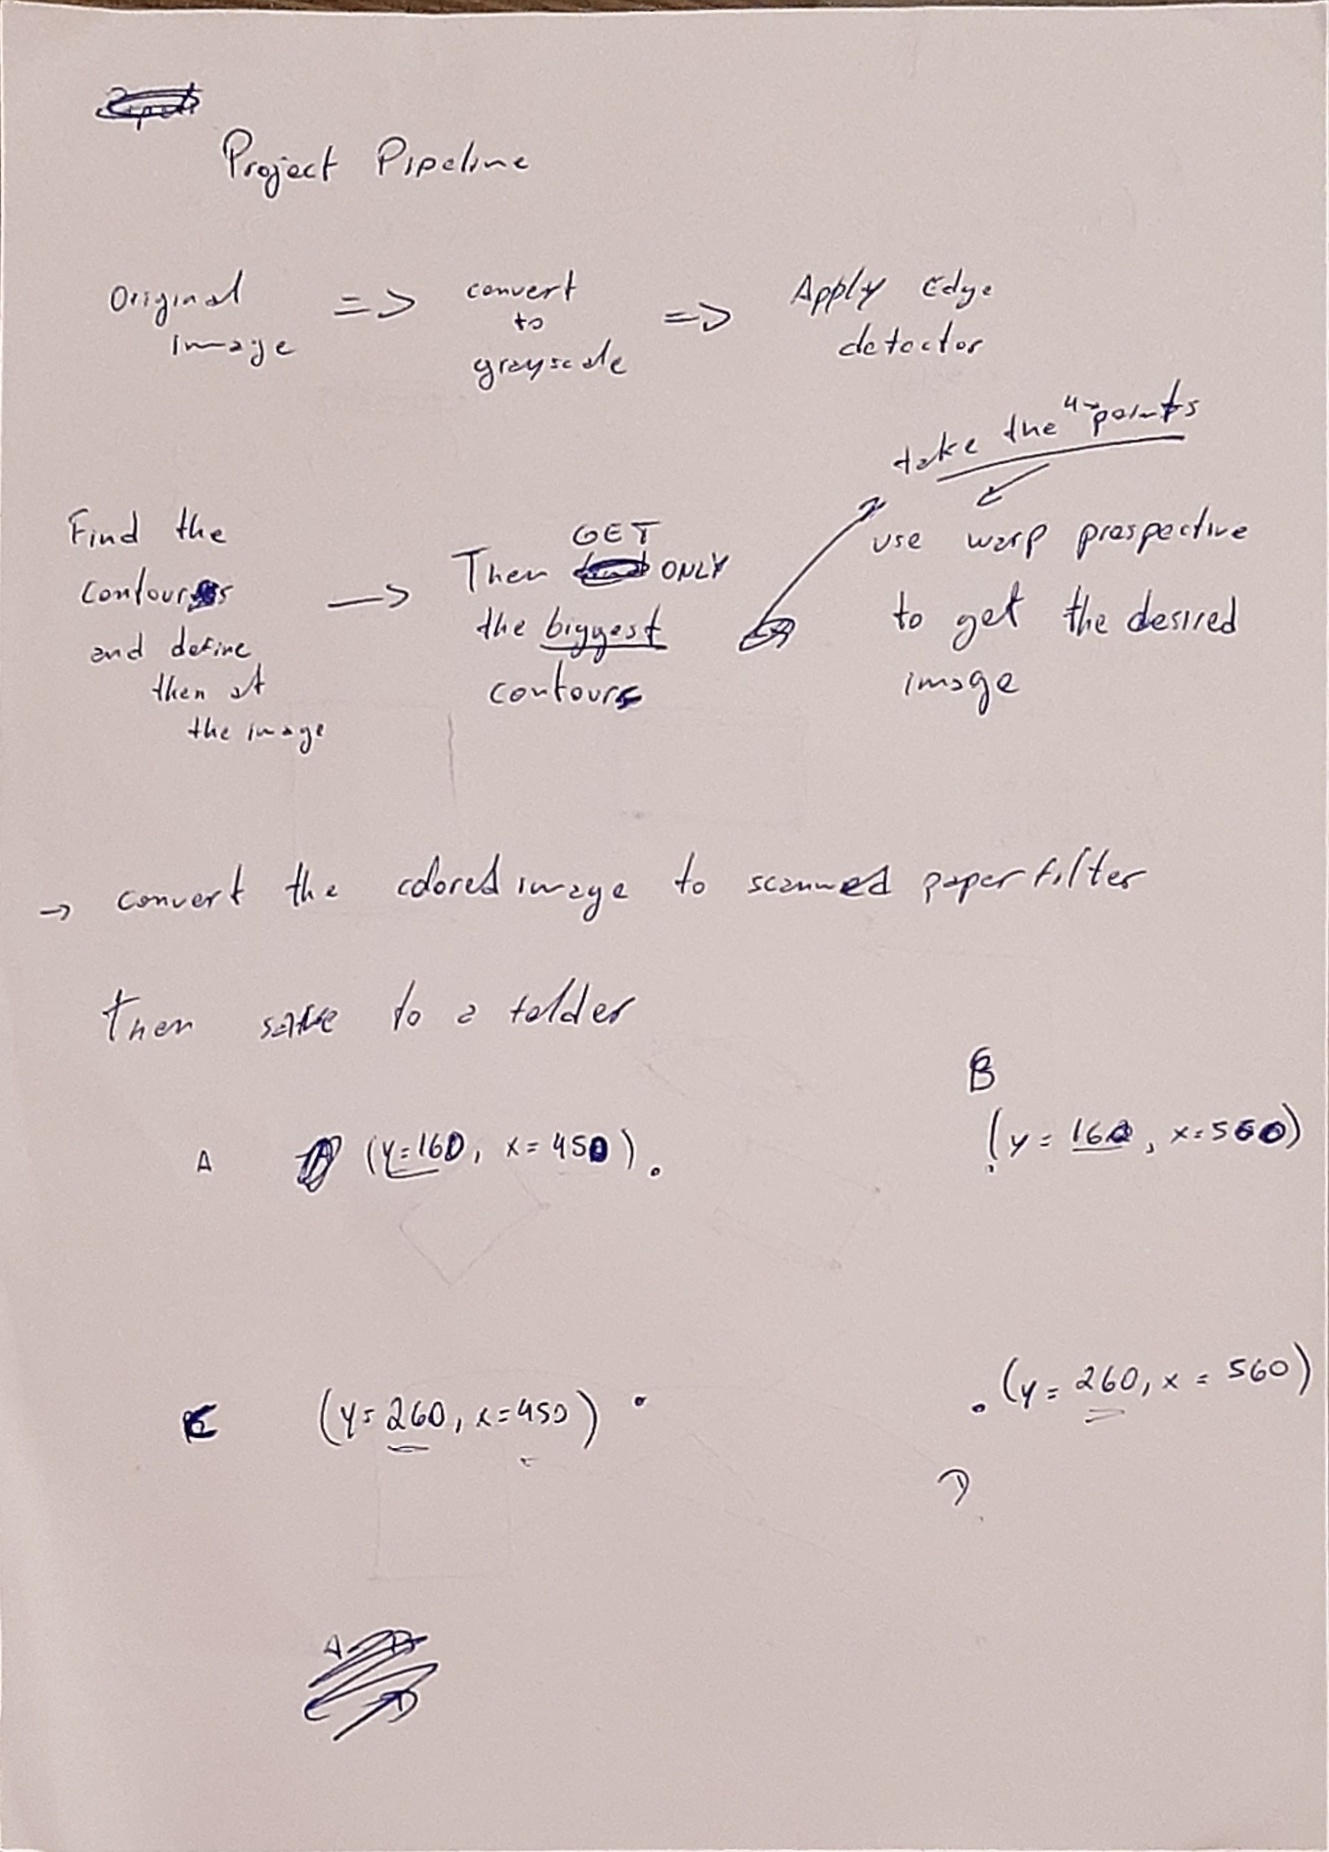 Project Pipeline
Original
image
=>
convert
to
grayscale
=>
Apply Edge
detector
Find the
contours
and define
then at
the image
→
GET
Then ONLY
the biggest
contours
take the 4 points
use warp prespective
to get the desired
image
→ convert the colored image to scanned paper filter
then save to a folder
A (y=160, x=450).
B
(y=160, x=560)
C (y=260, x=450)
.(y=260, x=560)
D